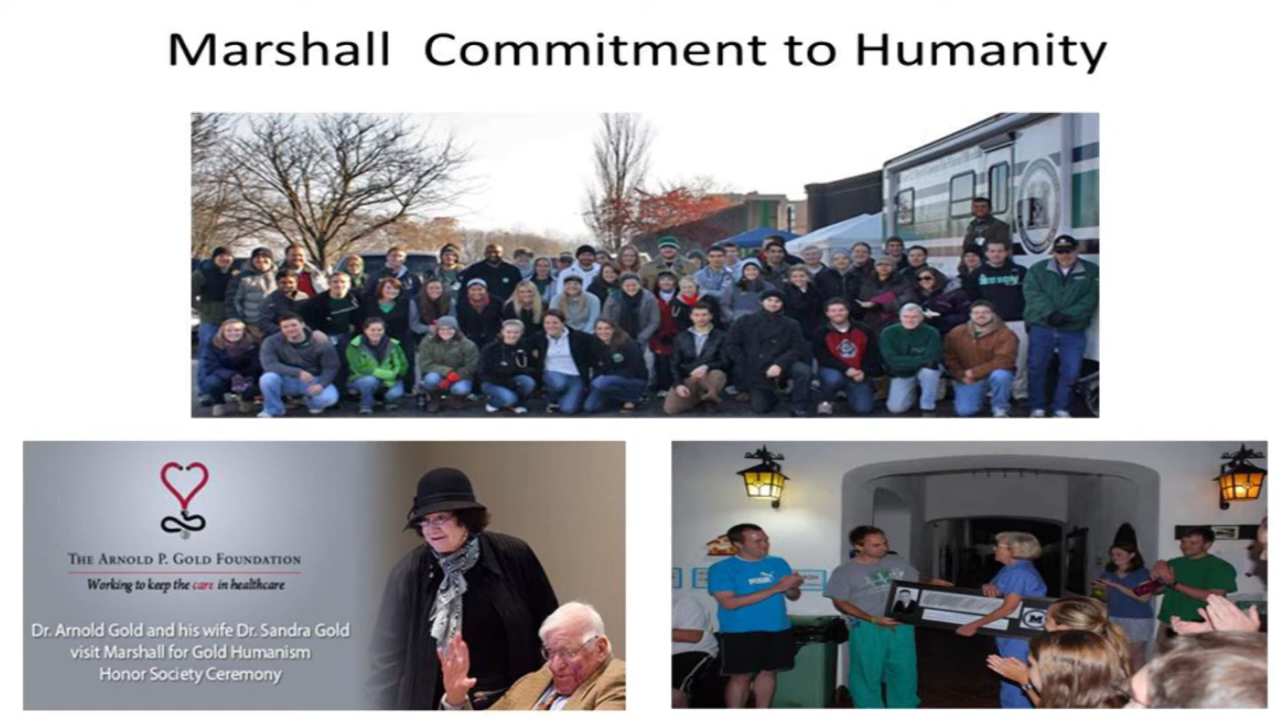 Marshall Commitment to Humanity
M
THE ARNOLD P. GOLD FOUNDATION
Working to keep the care in healthcare
Dr. Arnold Gold and his wife Dr. Sandra Gold
visit Marshall for Gold Humanism
Honor Society Ceremony
PUMA
M